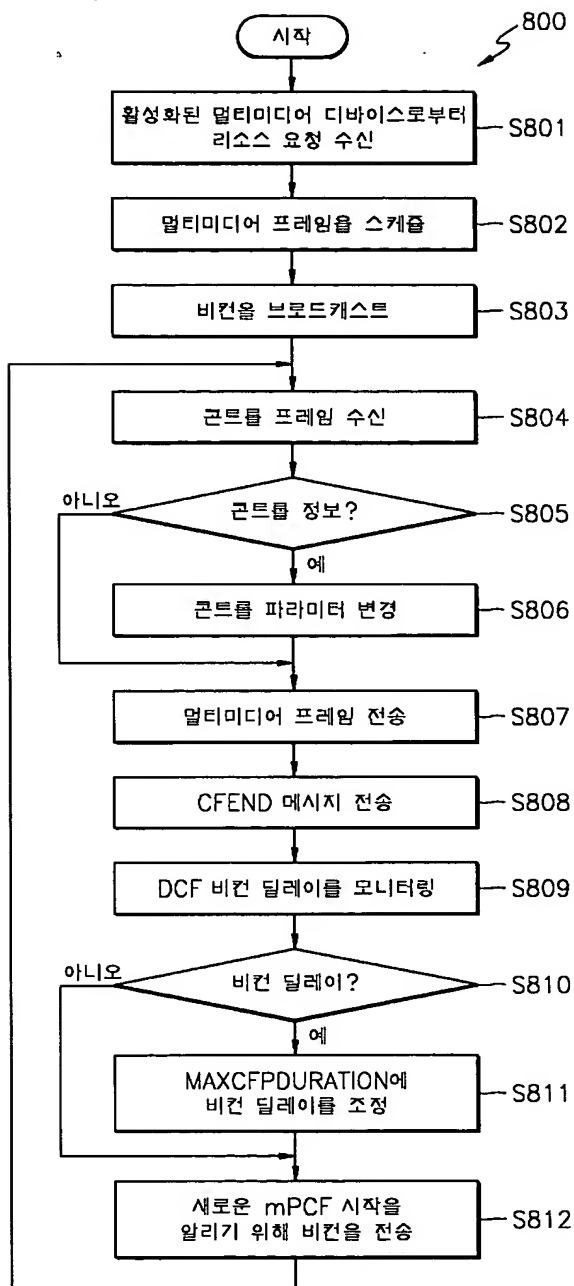 800
시작
활성화된 멀티미디어 디바이스로부터
리소스 요청 수신
S801
멀티미디어 프레임을 스케쥴
S802
비컨을 브로드캐스트
S803
콘트롤 프레임 수신
S804
콘트롤 정보?
S805
아니오
예
콘트롤 파라미터 변경
S806
멀티미디어 프레임 전송
S807
CFEND 메시지 전송
S808
DCF 비컨 딜레이를 모니터링
S809
비컨 딜레이?
S810
아니오
예
MAXCFPDURATION에
비컨 딜레이를 조정
S811
새로운 mPCF 시작을
알리기 위해 비컨을 전송
S812